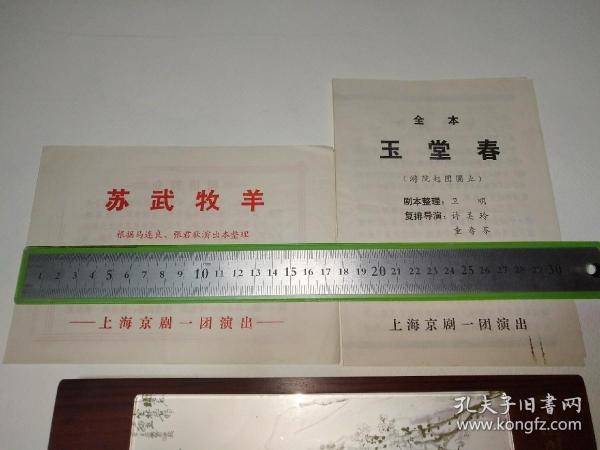 苏武牧羊
根据马连良、张君秋演出本整理
—上海京剧一团演出—
全本
玉堂春
(游院起团圆止)
剧本整理：卫明
复排导演：许美玲
童寿苓
上海京剧一团演出
1 2 3 4 5 6 7 8 9 10 11 12 13 14 15 16 17 18 19 20 21 22 23 24 25 26 27 28 29 30
孔夫子旧书网
www.kongfz.com